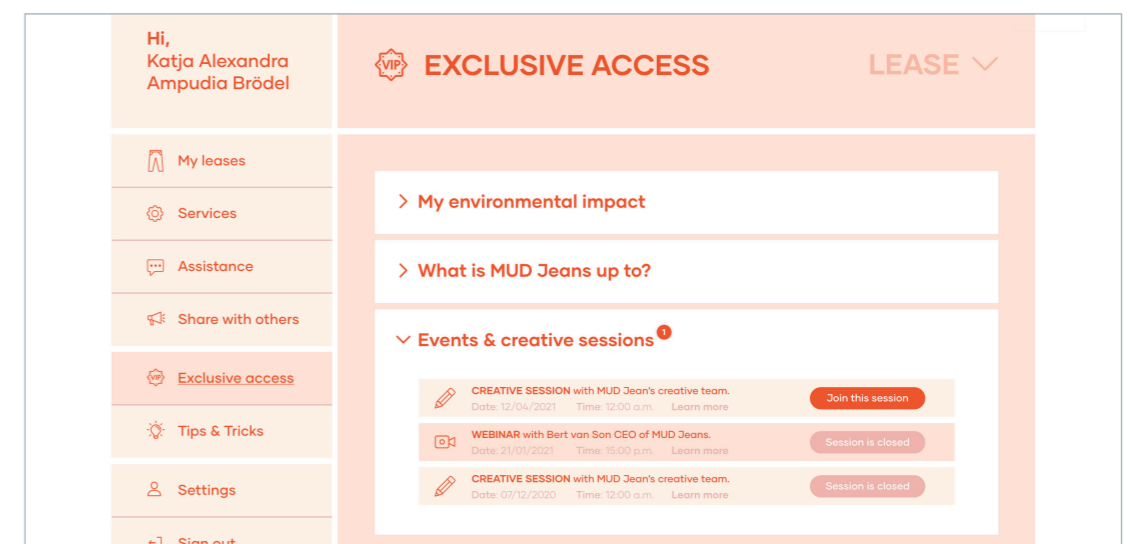 Hi,
Katja Alexandra
Ampudia Brödel
VIP EXCLUSIVE ACCESS
LEASE
My leases
Services
Assistance
Share with others
VIP Exclusive access
Tips & Tricks
Settings
Sign out
My environmental impact
What is MUD Jeans up to?
Events & creative sessions 1
CREATIVE SESSION with MUD Jean's creative team.
Date: 12/04/2021 Time: 12:00 a.m. Learn more
Join this session
WEBINAR with Bert van Son CEO of MUD Jeans.
Date: 21/01/2021 Time: 15:00 p.m. Learn more
Session is closed
CREATIVE SESSION with MUD Jean's creative team.
Date: 07/12/2020 Time: 12:00 a.m. Learn more
Session is closed